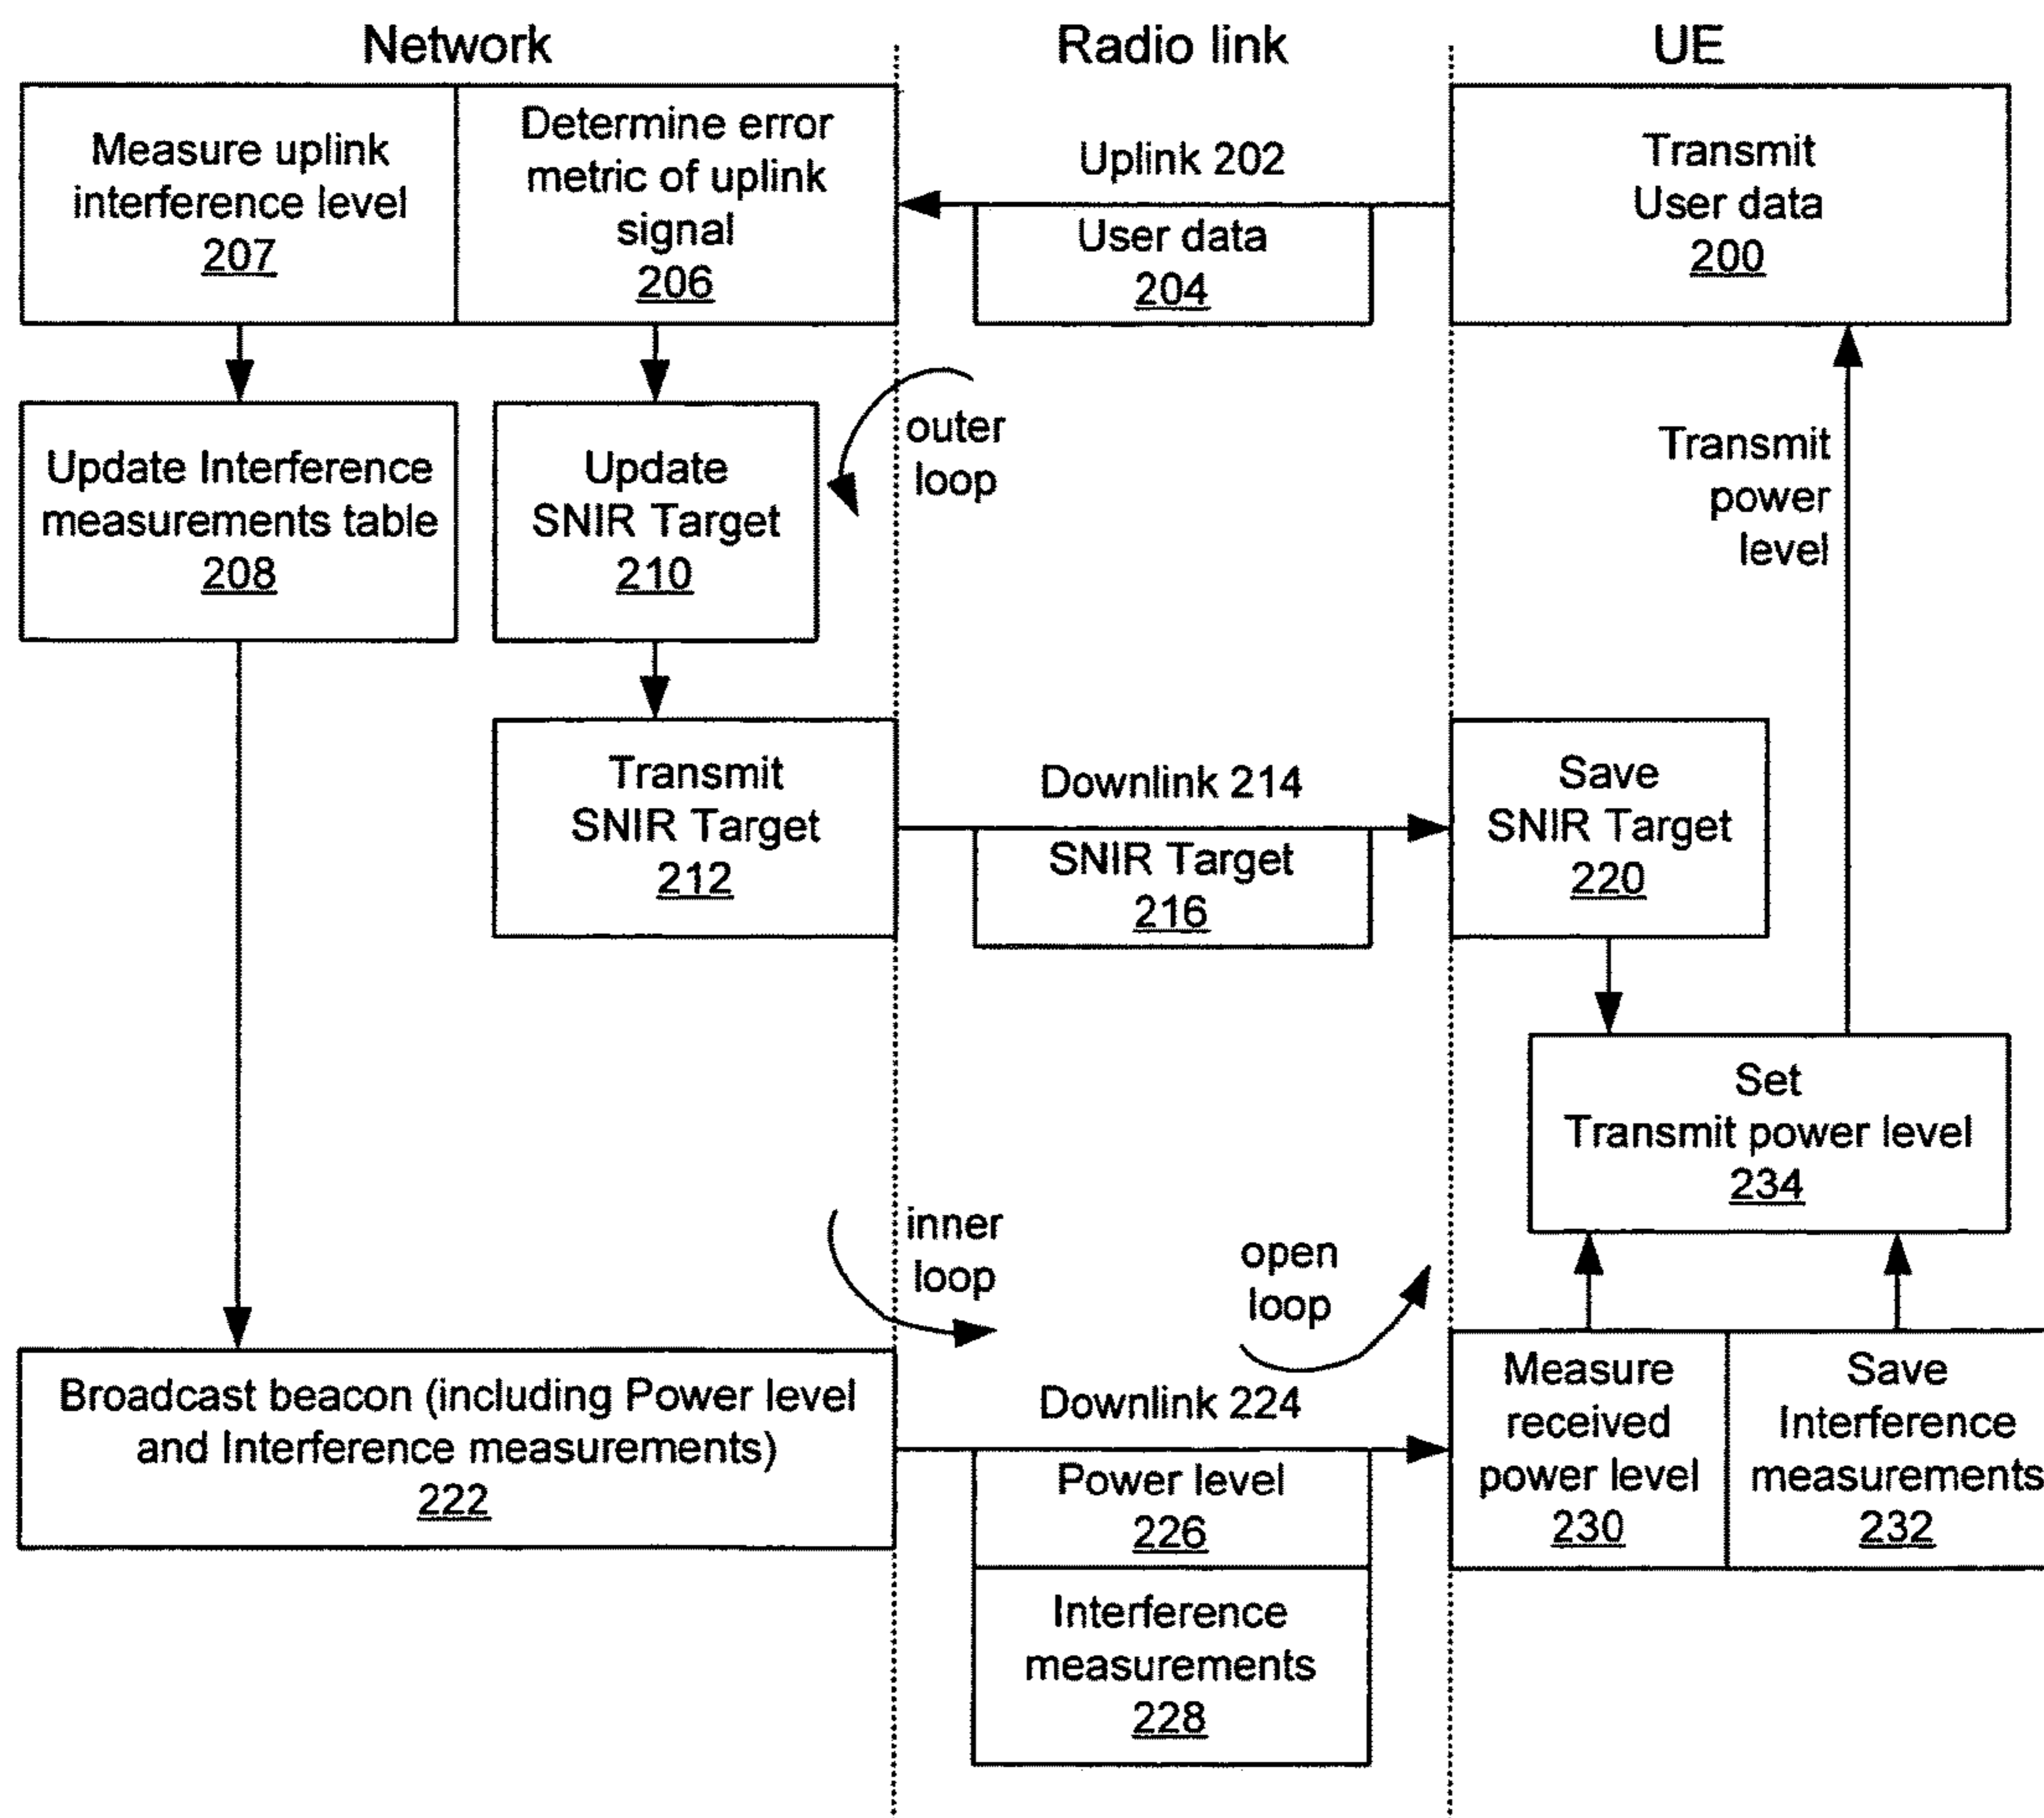 Network
Radio link
UE
Measure uplink
interference level
207
Determine error
metric of uplink
signal
206
Uplink 202
User data
204
Transmit
User data
200
Update Interference
measurements table
208
Update
SNIR Target
210
outer
loop
Transmit
power
level
Transmit
SNIR Target
212
Downlink 214
SNIR Target
216
Save
SNIR Target
220
Set
Transmit power level
234
inner
loop
open
loop
Broadcast beacon (including Power level
and Interference measurements)
222
Downlink 224
Power level
226
Interference
measurements
228
Measure
received
power level
230
Save
Interference
measurements
232